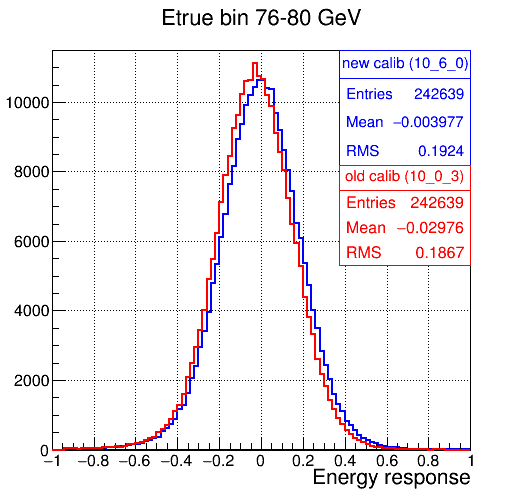 Etrue bin 76-80 GeV
new calib (10_6_0)
Entries 242639
Mean −0.003977
RMS 0.1924
old calib (10_0_3)
Entries 242639
Mean −0.02976
RMS 0.1867
10000
8000
6000
4000
2000
0
−1 −0.8 −0.6 −0.4 −0.2 0 0.2 0.4 0.6 0.8 1
Energy response